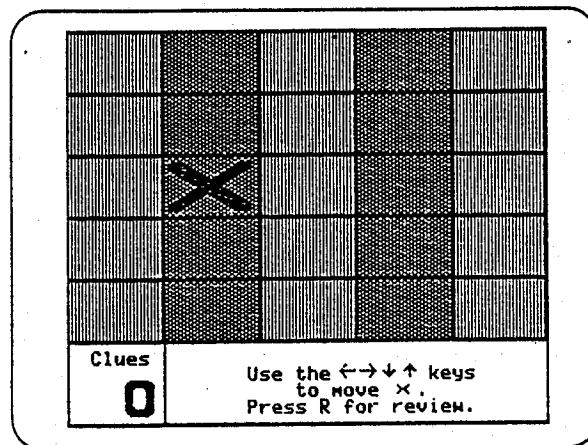 Clues
0
Use the ←→↓↑ keys
to move ×.
Press R for review.